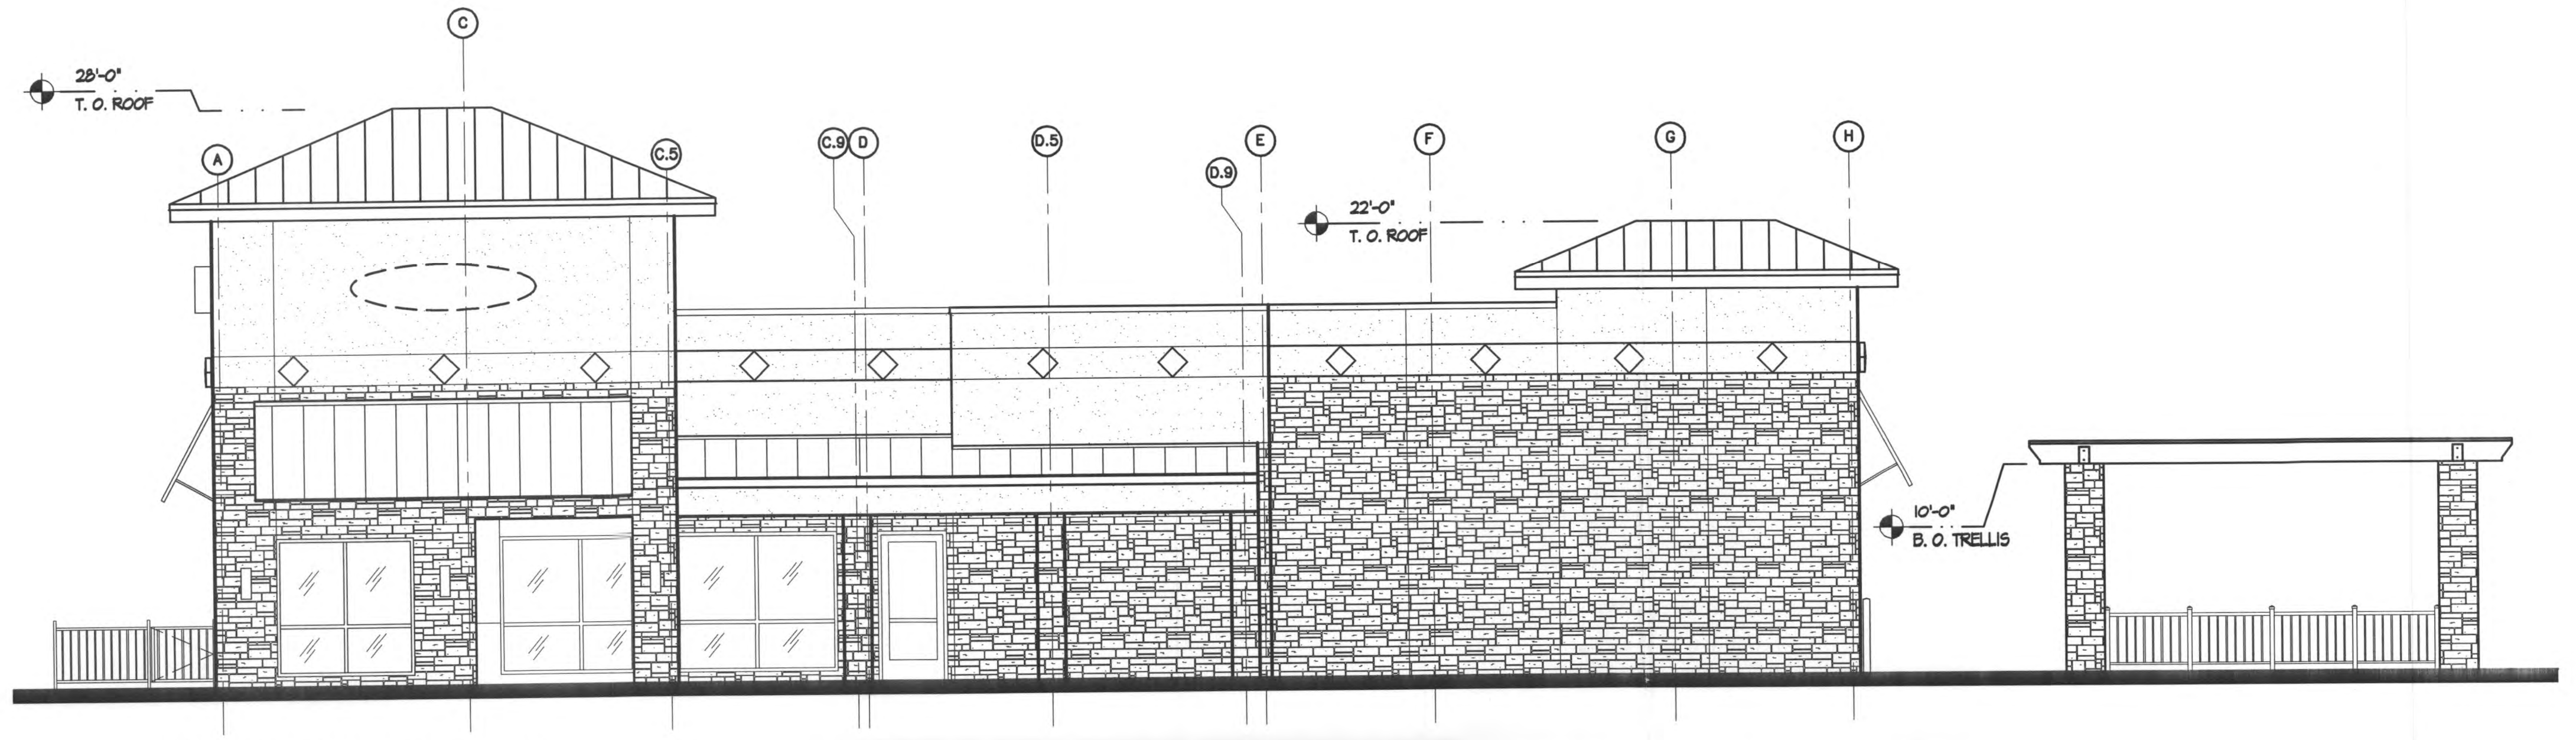 C
28'-0"
T. O. ROOF
A
C.5
C.9
D
D.5
D.9
E
F
G
H
22'-0"
T. O. ROOF
10'-0"
B. O. TRELLIS